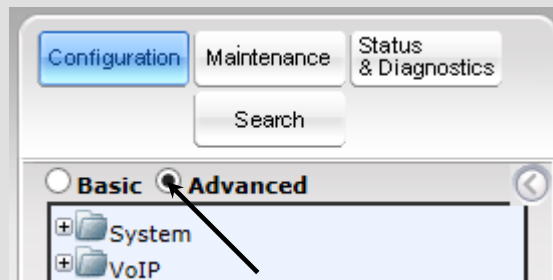 Configuration
Maintenance
Status
& Diagnostics
Search
Basic
Advanced
System
VoIP